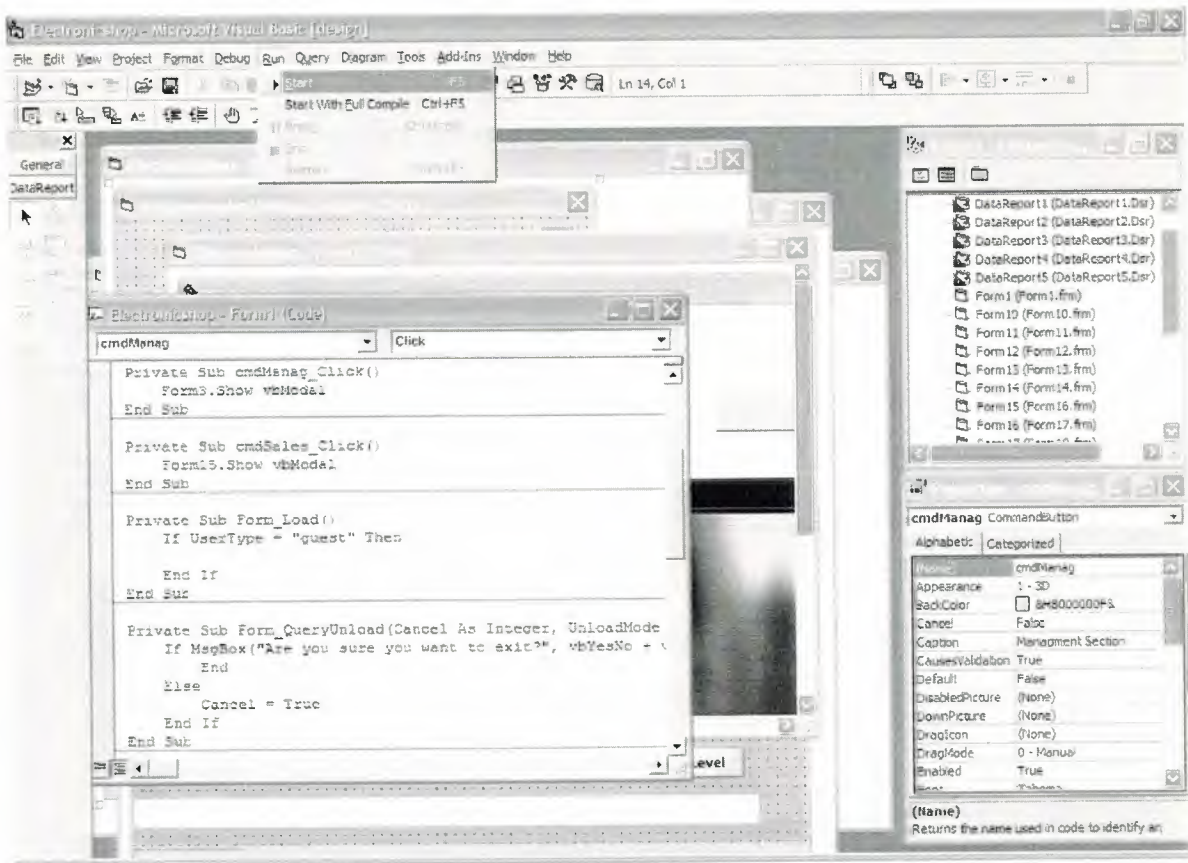 Electronicshop - Microsoft Visual Basic [design]
File Edit View Project Format Debug Run Query Diagram Tools Add-Ins Window Help
Start F5
Ln 14, Col 1
Start With Full Compile Ctrl+F5
General
DataReport
DataReport1 (DataReport1.Dsr)
DataReport2 (DataReport2.Dsr)
DataReport3 (DataReport3.Dsr)
DataReport4 (DataReport4.Dsr)
DataReport5 (DataReport5.Dsr)
Form1 (Form1.frm)
Form10 (Form10.frm)
Form11 (Form11.frm)
Form12 (Form12.frm)
Form13 (Form13.frm)
Form14 (Form14.frm)
Form15 (Form16.frm)
Form16 (Form17.frm)
Electronicshop - Form1 (Code)
cmdManag Click
Private Sub cmdManag_Click()
Form3.Show vbModal
End Sub
Private Sub cmdSales_Click()
Form15.Show vbModal
End Sub
Private Sub Form_Load()
If UserType = "guest" Then
End If
End Sub
Private Sub Form_QueryUnload(Cancel As Integer, UnloadMode
If MsgBox("Are you sure you want to exit?", vbYesNo +
End
Else
Cancel = True
End If
End Sub
Level
cmdManag CommandButton
Alphabetic Categorized
(Name) cmdManag
Appearance 1 - 3D
BackColor &H8000000F&
Cancel False
Caption Managment Section
CausesValidation True
Default False
DisabledPicture (None)
DownPicture (None)
DragIcon (None)
DragMode 0 - Manual
Enabled True
Font Tahoma
(Name)
Returns the name used in code to identify an